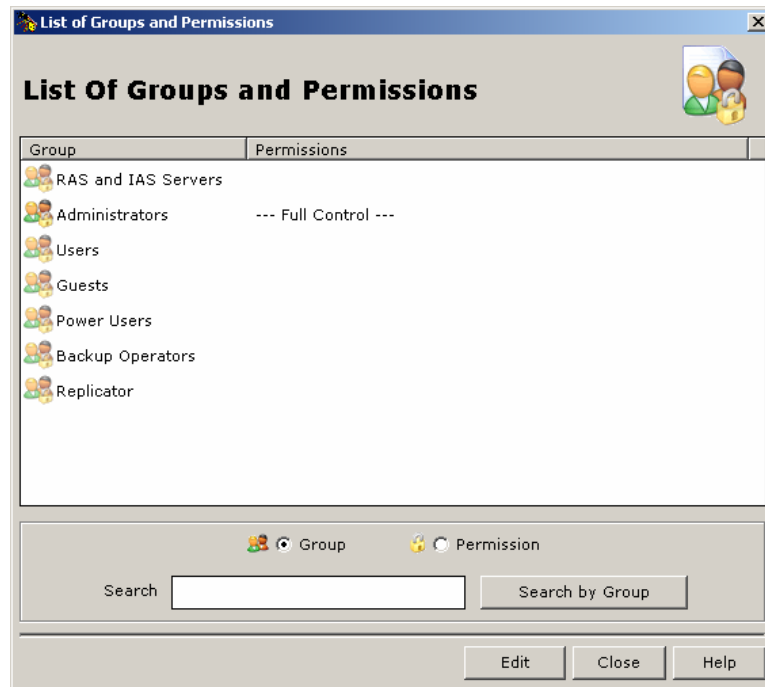 List of Groups and Permissions
List Of Groups and Permissions
Group Permissions
RAS and IAS Servers
Administrators --- Full Control ---
Users
Guests
Power Users
Backup Operators
Replicator
Group Permission
Search Search by Group
Edit Close Help